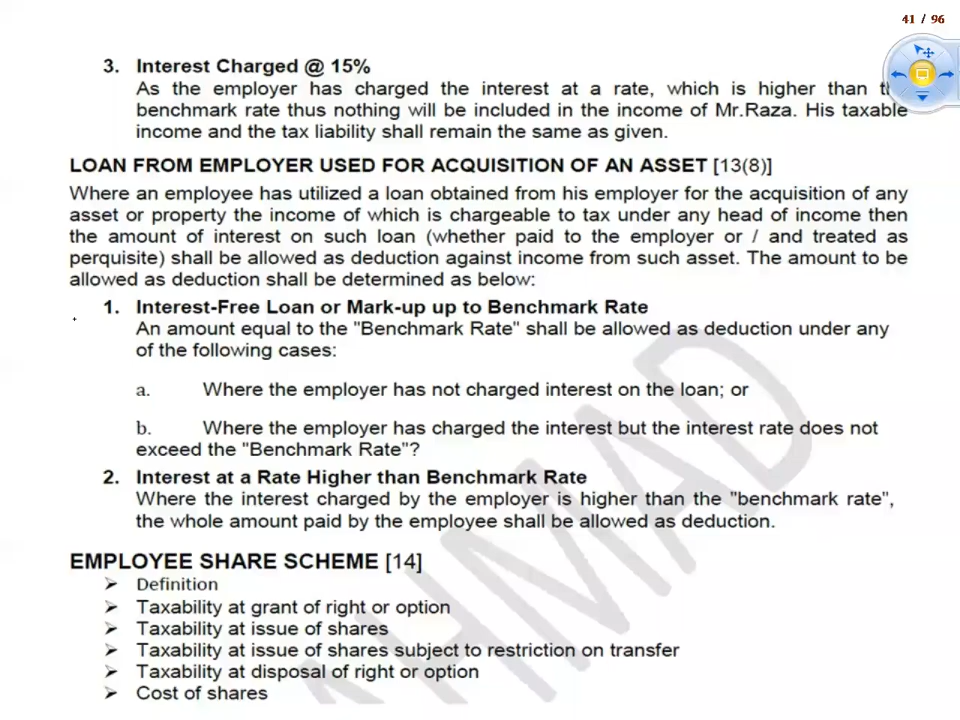 41 / 96
3. Interest Charged @ 15%
As the employer has charged the interest at a rate, which is higher than
benchmark rate thus nothing will be included in the income of Mr.Raza. His taxable
income and the tax liability shall remain the same as given.
LOAN FROM EMPLOYER USED FOR ACQUISITION OF AN ASSET [13(8)]
Where an employee has utilized a loan obtained from his employer for the acquisition of any
asset or property the income of which is chargeable to tax under any head of income then
the amount of interest on such loan (whether paid to the employer or / and treated as
perquisite) shall be allowed as deduction against income from such asset. The amount to be
allowed as deduction shall be determined as below:
1. Interest-Free Loan or Mark-up up to Benchmark Rate
An amount equal to the "Benchmark Rate" shall be allowed as deduction under any
of the following cases:
a. Where the employer has not charged interest on the loan; or
b. Where the employer has charged the interest but the interest rate does not
exceed the "Benchmark Rate"?
2. Interest at a Rate Higher than Benchmark Rate
Where the interest charged by the employer is higher than the "benchmark rate",
the whole amount paid by the employee shall be allowed as deduction.
EMPLOYEE SHARE SCHEME [14]
➢ Definition
➢ Taxability at grant of right or option
➢ Taxability at issue of shares
➢ Taxability at issue of shares subject to restriction on transfer
➢ Taxability at disposal of right or option
➢ Cost of shares
AHMAD